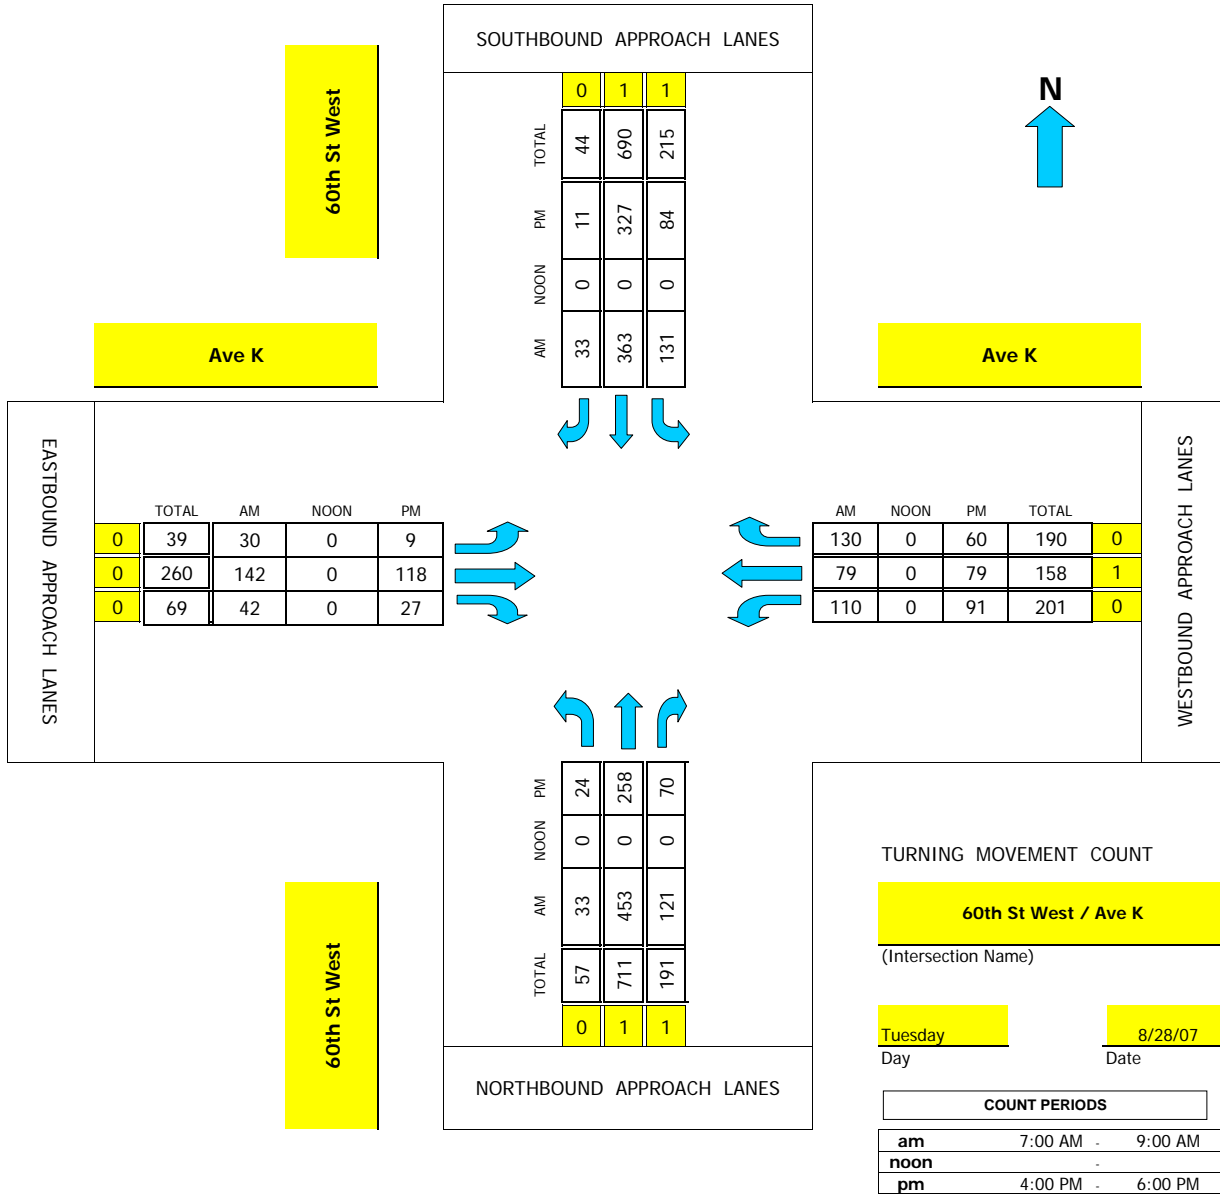 SOUTHBOUND APPROACH LANES
0 1 1
TOTAL 44 690 215
PM 11 327 84
NOON 0 0 0
AM 33 363 131
N
60th St West
Ave K
Ave K
EASTBOUND APPROACH LANES
TOTAL AM NOON PM
0 39 30 0 9
0 260 142 0 118
0 69 42 0 27
AM NOON PM TOTAL
130 0 60 190 0
79 0 79 158 1
110 0 91 201 0
WESTBOUND APPROACH LANES
PM 24 258 70
NOON 0 0 0
AM 33 453 121
TOTAL 57 711 191
0 1 1
NORTHBOUND APPROACH LANES
60th St West
TURNING MOVEMENT COUNT
60th St West / Ave K
(Intersection Name)
Tuesday 8/28/07
Day Date
COUNT PERIODS
am 7:00 AM - 9:00 AM
noon -
pm 4:00 PM - 6:00 PM